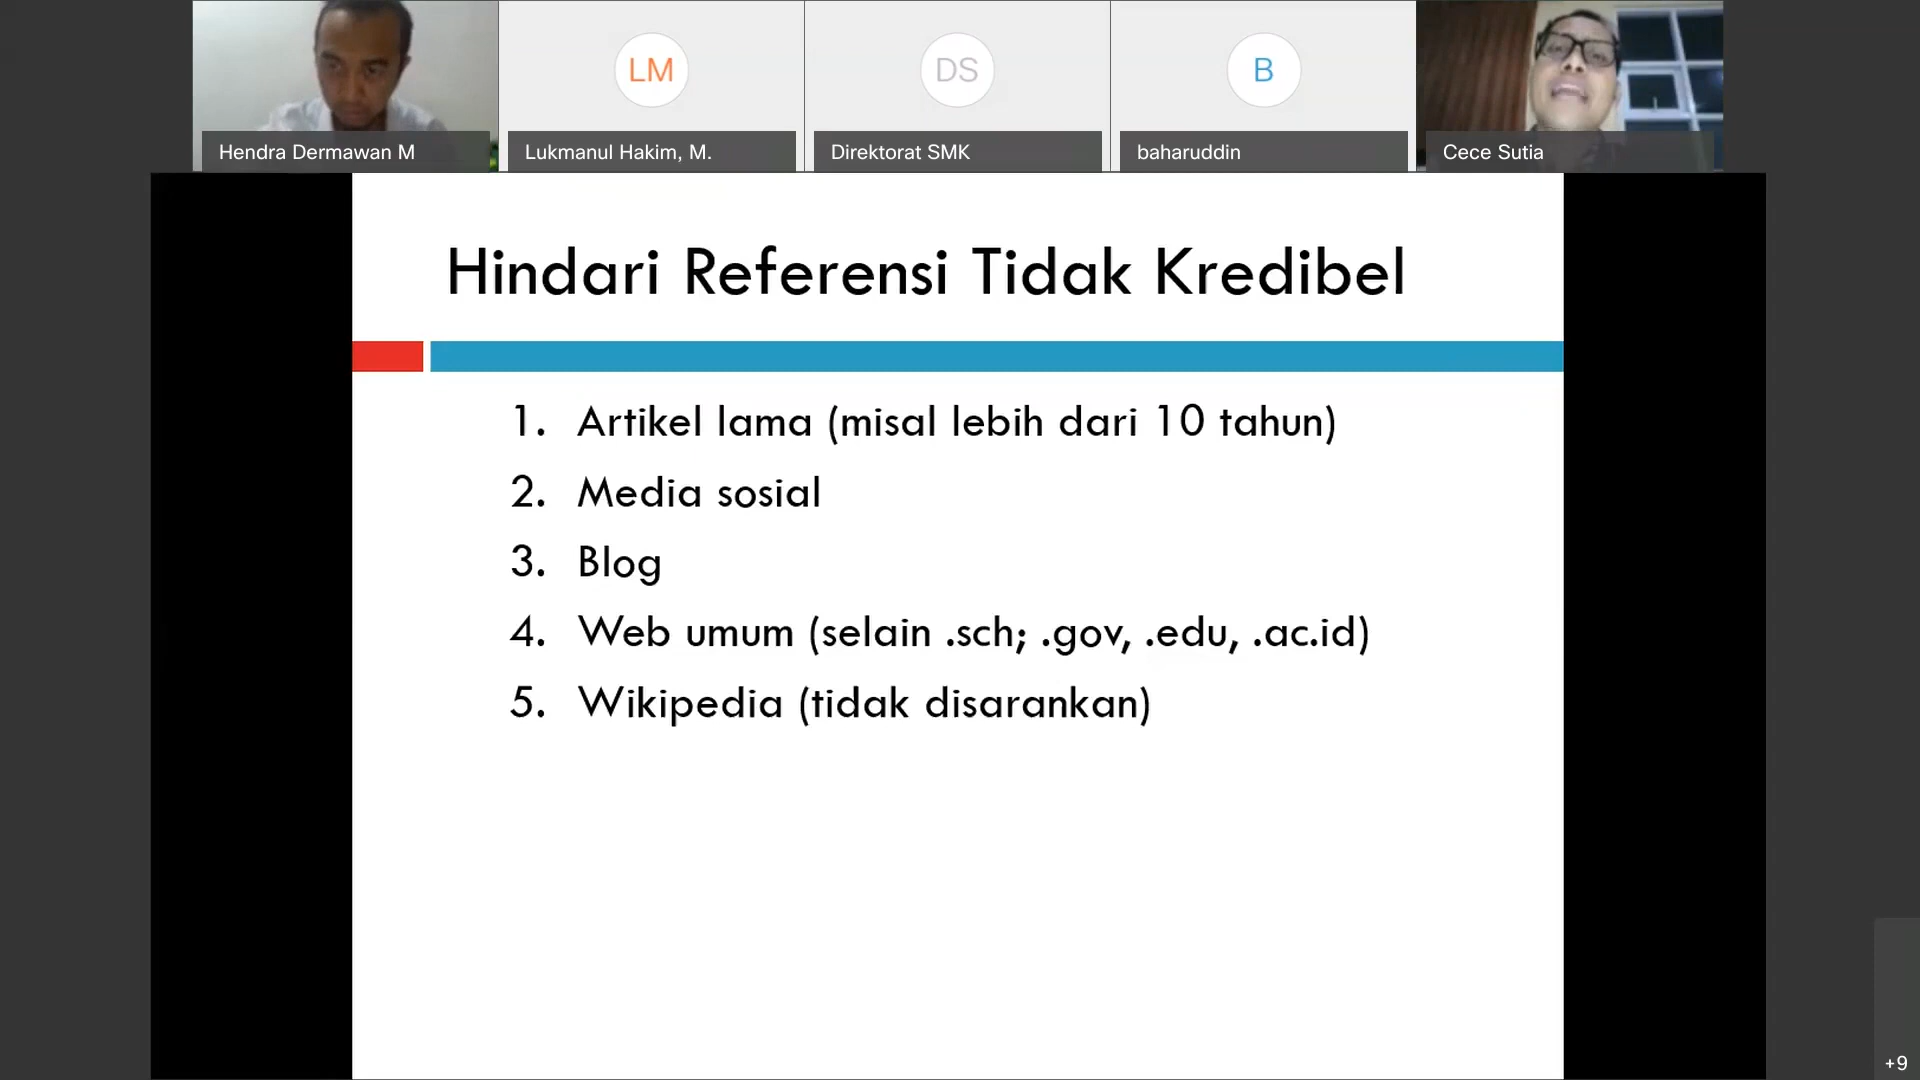 LM
DS
B
Hendra Dermawan M
Lukmanul Hakim, M.
Direktorat SMK
baharuddin
Cece Sutia
Hindari Referensi Tidak Kredibel
1. Artikel lama (misal lebih dari 10 tahun)
2. Media sosial
3. Blog
4. Web umum (selain .sch; .gov, .edu, .ac.id)
5. Wikipedia (tidak disarankan)
+9